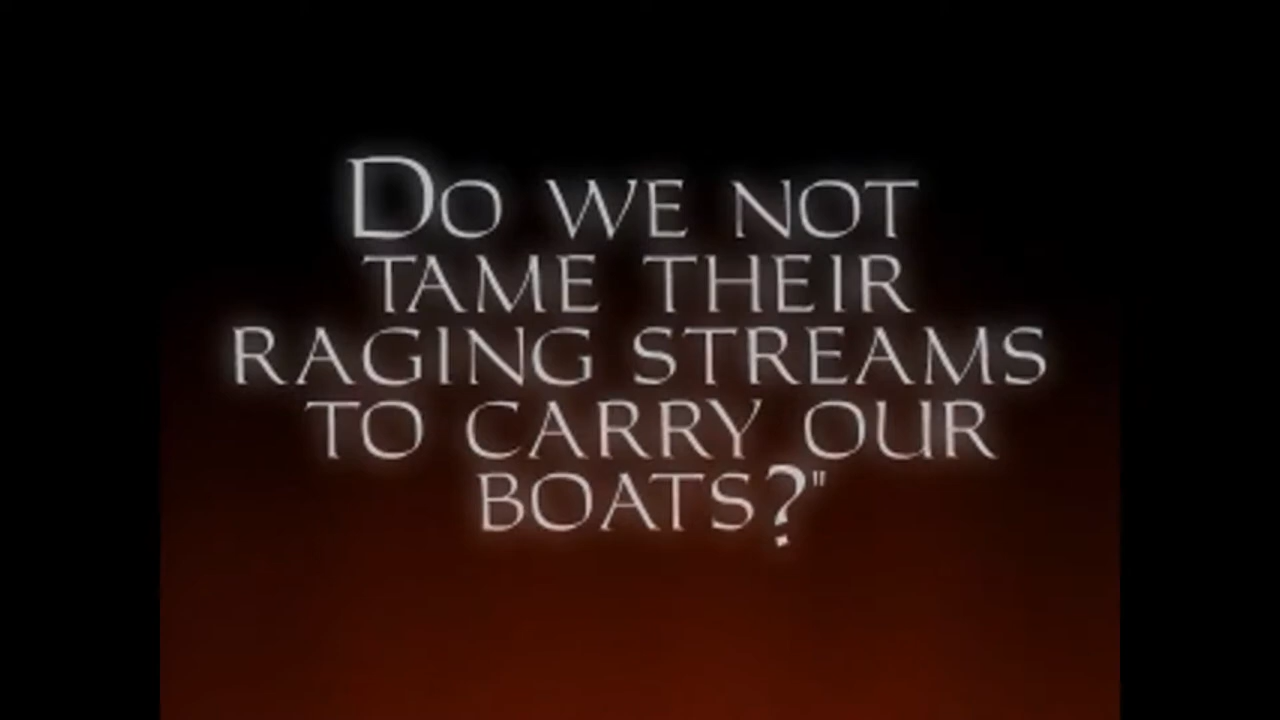 Do we not
tame their
raging streams
to carry our
boats?"